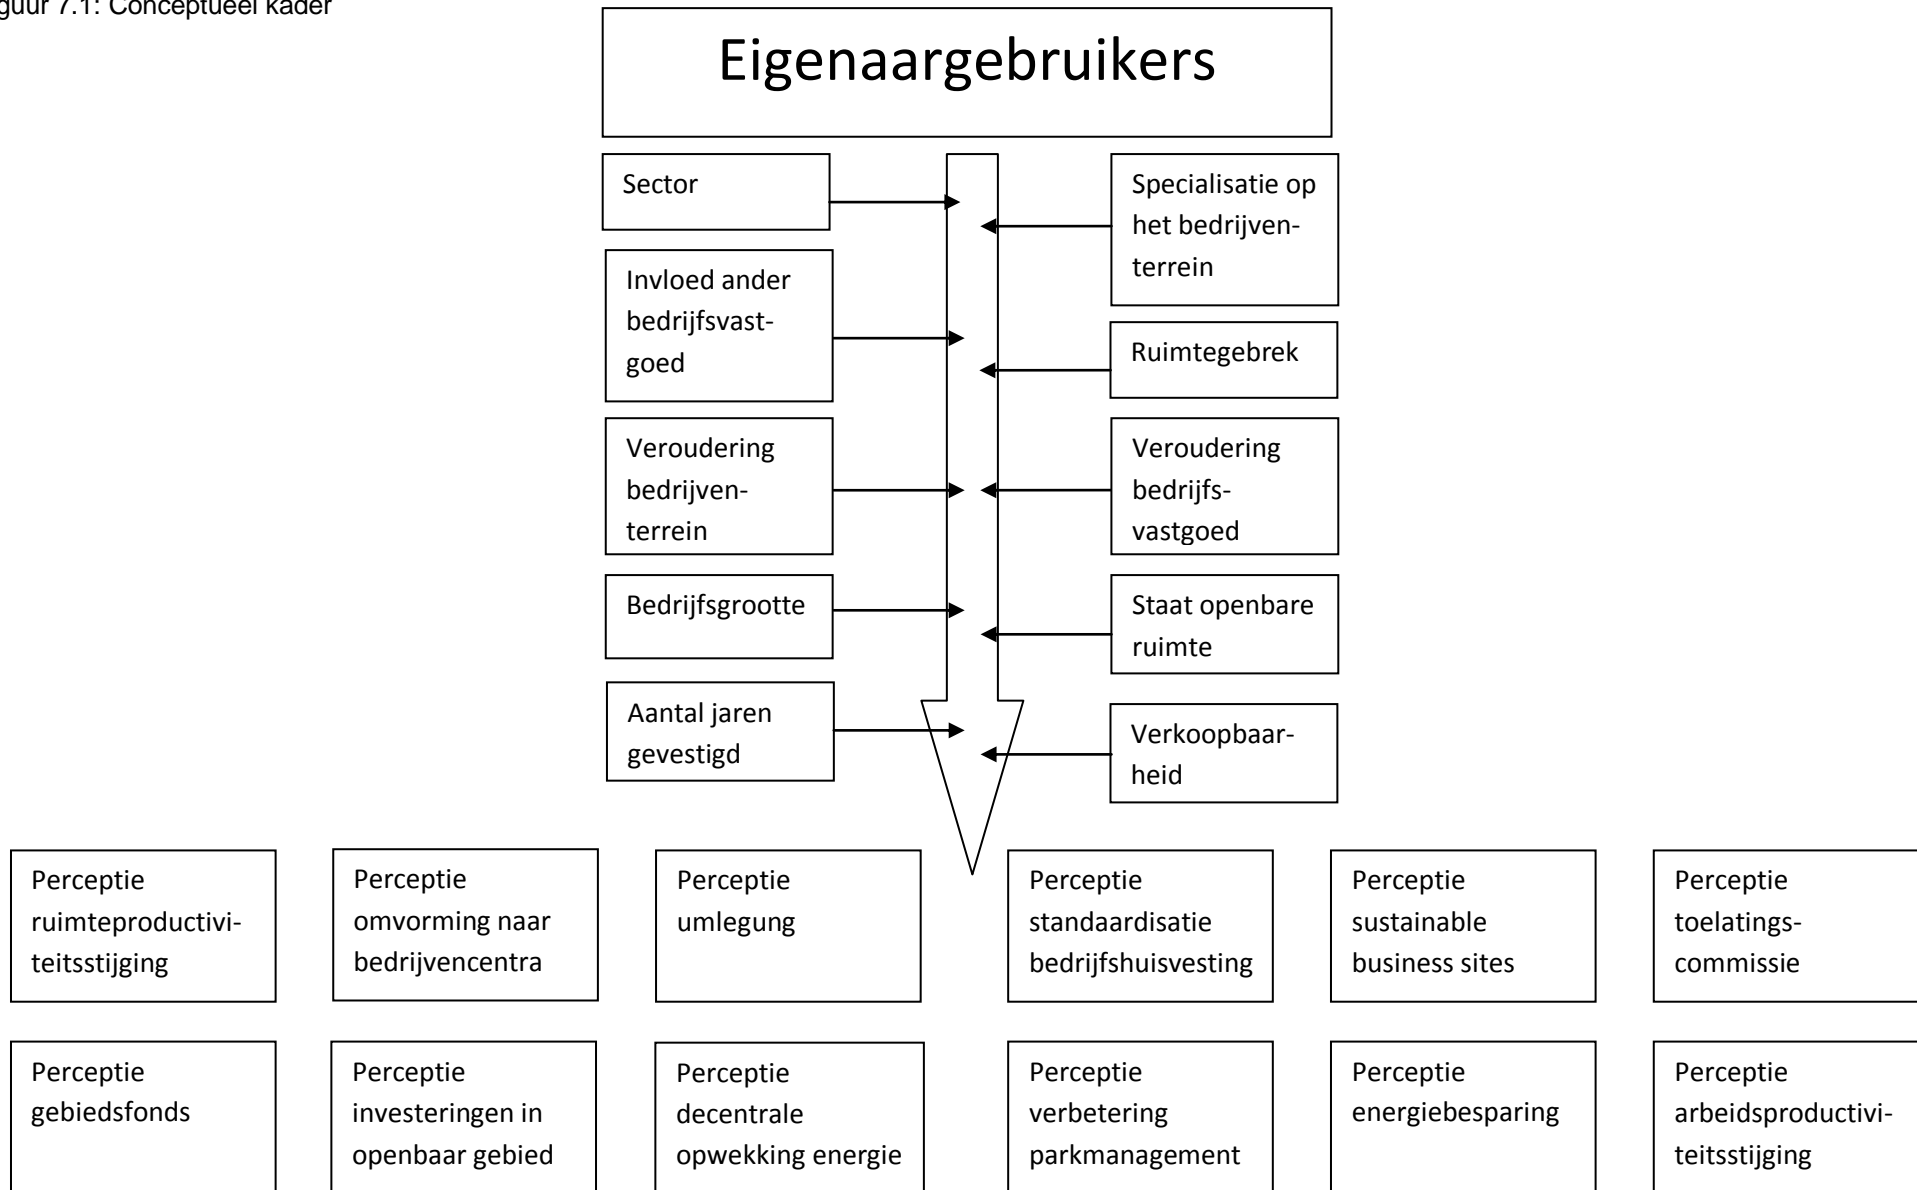 guur 7.1: Conceptueel kader
Eigenaargebruikers
Sector
Specialisatie op
het bedrijven-
terrein
Invloed ander
bedrijfsvast-
goed
Ruimtegebrek
Veroudering
bedrijven-
terrein
Veroudering
bedrijfs-
vastgoed
Bedrijfsgrootte
Staat openbare
ruimte
Aantal jaren
gevestigd
Verkoopbaar-
heid
Perceptie
ruimteproductivi-
teitsstijging
Perceptie
omvorming naar
bedrijvencentra
Perceptie
umlegung
Perceptie
standaardisatie
bedrijfshuisvesting
Perceptie
sustainable
business sites
Perceptie
toelatings-
commissie
Perceptie
gebiedsfonds
Perceptie
investeringen in
openbaar gebied
Perceptie
decentrale
opwekking energie
Perceptie
verbetering
parkmanagement
Perceptie
energiebesparing
Perceptie
arbeidsproductivi-
teitsstijging